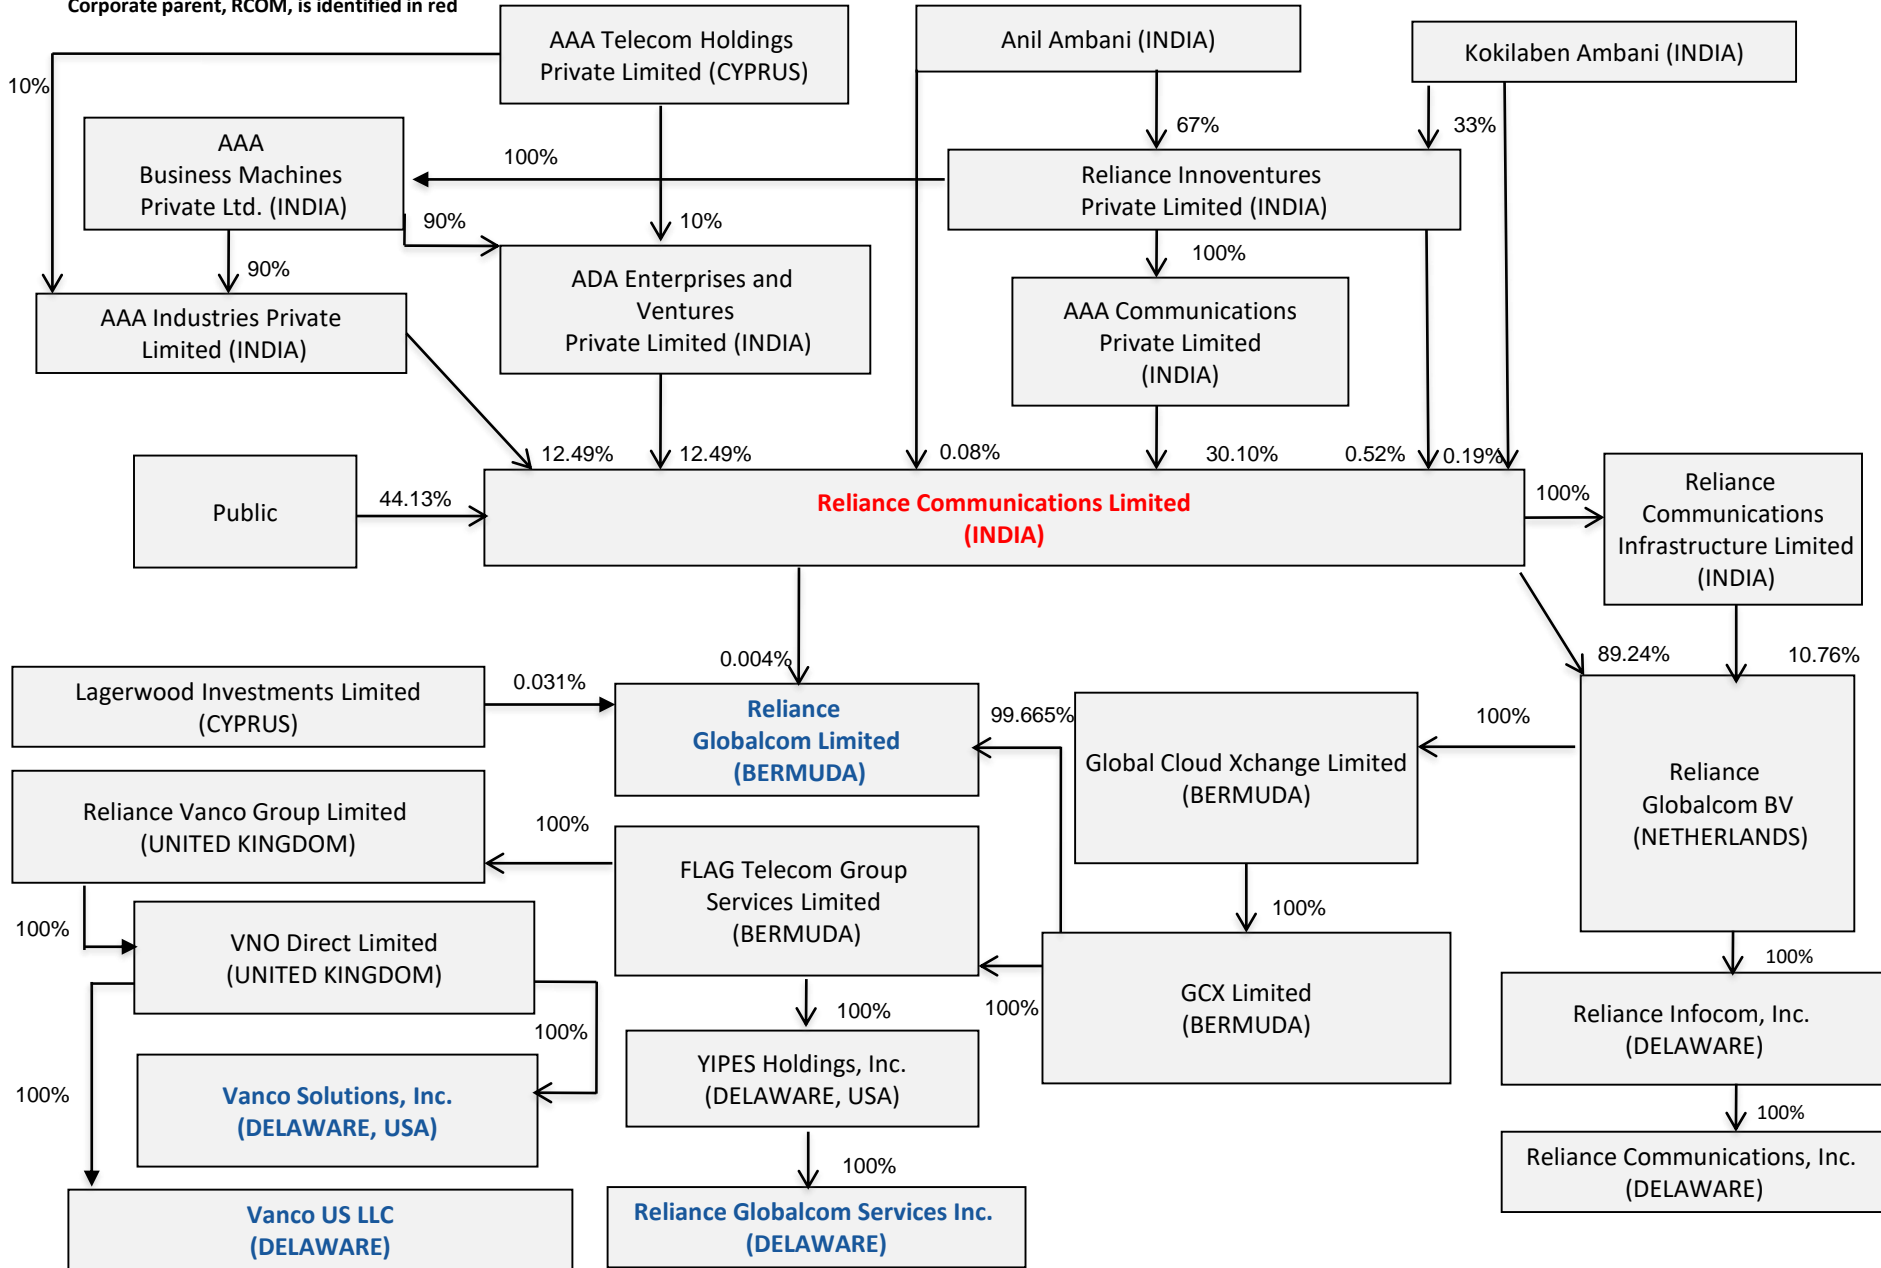 Corporate parent, RCOM, is identified in red
AAA Telecom Holdings
Private Limited (CYPRUS)
Anil Ambani (INDIA)
Kokilaben Ambani (INDIA)
10%
67%
33%
AAA
Business Machines
Private Ltd. (INDIA)
100%
Reliance Innoventures
Private Limited (INDIA)
90%
10%
90%
100%
AAA Industries Private
Limited (INDIA)
ADA Enterprises and
Ventures
Private Limited (INDIA)
AAA Communications
Private Limited
(INDIA)
12.49%
12.49%
0.08%
30.10%
0.52%
0.19%
Public
44.13%
Reliance Communications Limited
(INDIA)
100%
Reliance
Communications
Infrastructure Limited
(INDIA)
0.004%
89.24%
10.76%
Lagerwood Investments Limited
(CYPRUS)
0.031%
Reliance
Globalcom Limited
(BERMUDA)
99.665%
Global Cloud Xchange Limited
(BERMUDA)
100%
Reliance
Globalcom BV
(NETHERLANDS)
Reliance Vanco Group Limited
(UNITED KINGDOM)
100%
FLAG Telecom Group
Services Limited
(BERMUDA)
100%
100%
VNO Direct Limited
(UNITED KINGDOM)
100%
GCX Limited
(BERMUDA)
100%
100%
100%
100%
Reliance Infocom, Inc.
(DELAWARE)
100%
Vanco Solutions, Inc.
(DELAWARE, USA)
YIPES Holdings, Inc.
(DELAWARE, USA)
100%
100%
Reliance Communications, Inc.
(DELAWARE)
Vanco US LLC
(DELAWARE)
Reliance Globalcom Services Inc.
(DELAWARE)